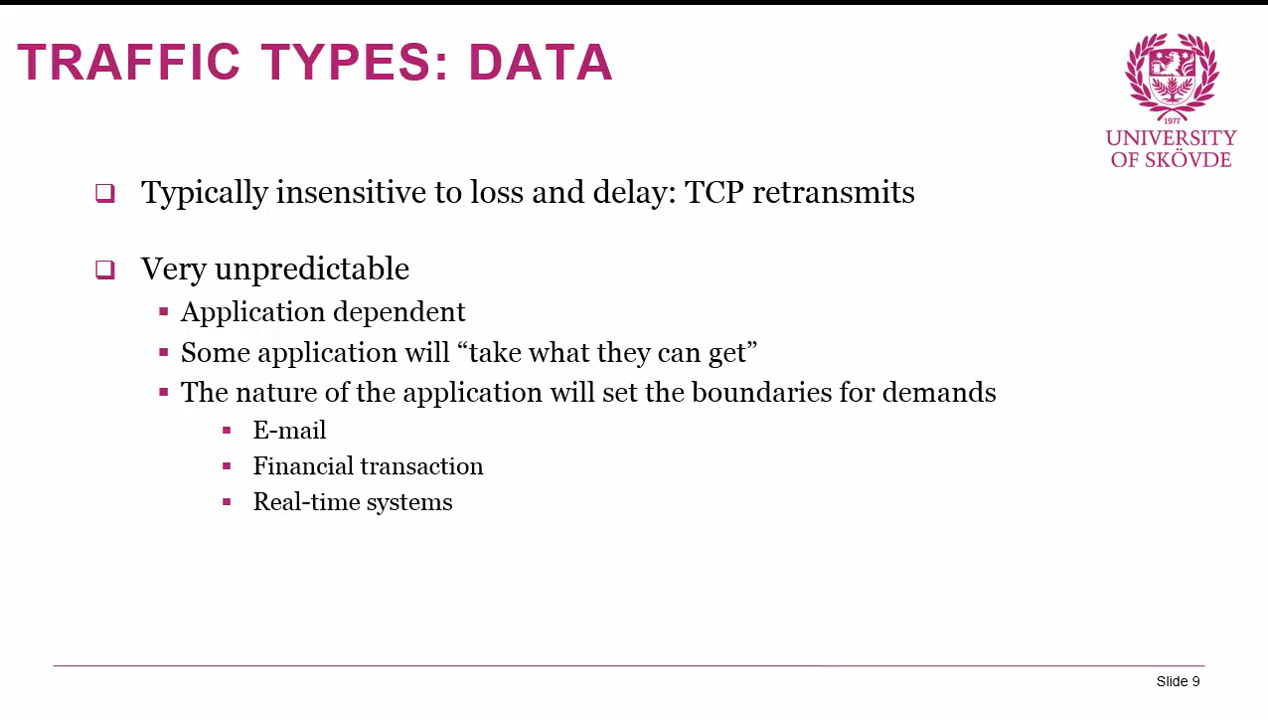 TRAFFIC TYPES: DATA
1977
UNIVERSITY
OF SKÖVDE
Typically insensitive to loss and delay: TCP retransmits
Very unpredictable
Application dependent
Some application will “take what they can get”
The nature of the application will set the boundaries for demands
E-mail
Financial transaction
Real-time systems
Slide 9